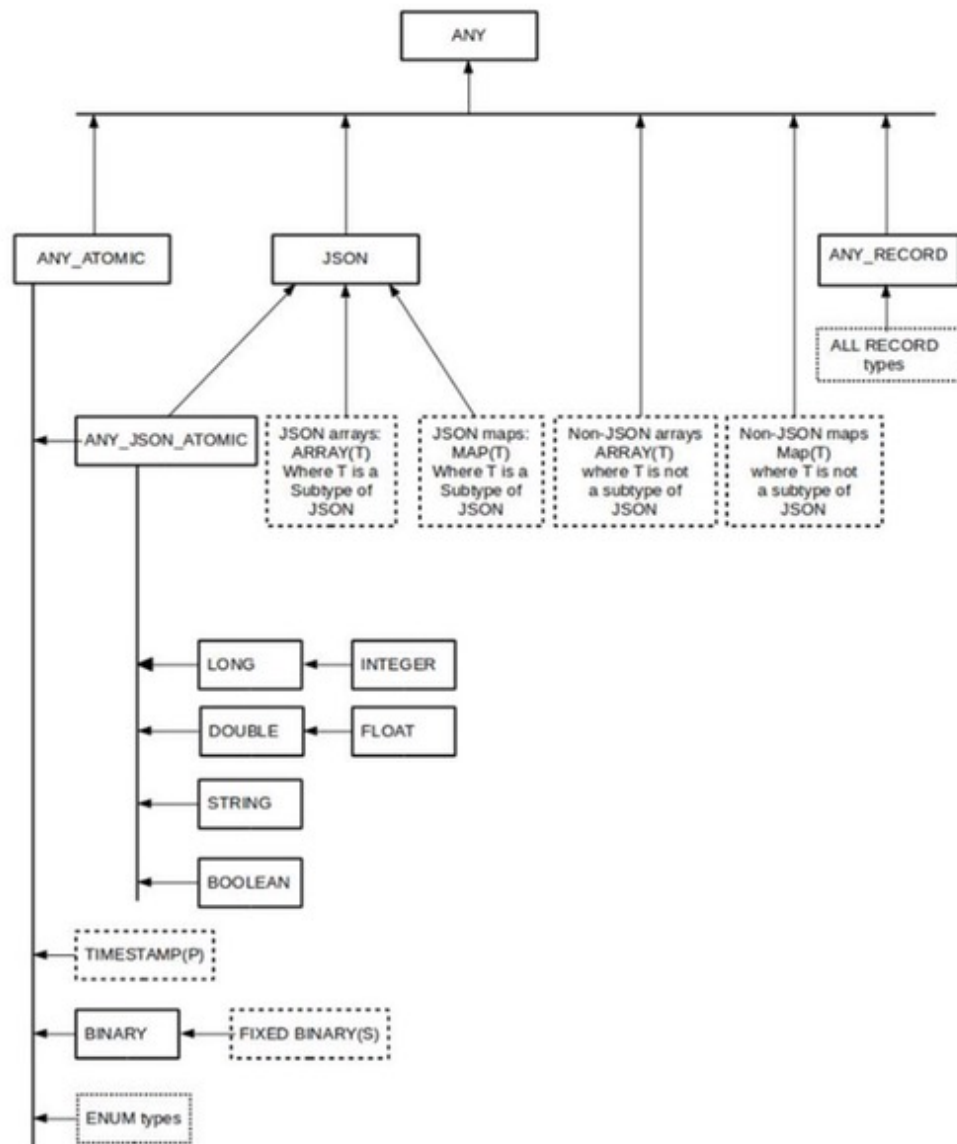 ANY
ANY_ATOMIC
JSON
ANY_RECORD
ALL RECORD
types
ANY_JSON_ATOMIC
JSON arrays:
ARRAY(T)
Where T is a
Subtype of
JSON
JSON maps:
MAP(T)
Where T is a
Subtype of
JSON
Non-JSON arrays
ARRAY(T)
where T is not
a subtype of
JSON
Non-JSON maps
Map(T)
where T is not
a subtype of
JSON
LONG
INTEGER
DOUBLE
FLOAT
STRING
BOOLEAN
TIMESTAMP(P)
BINARY
FIXED BINARY(S)
ENUM types